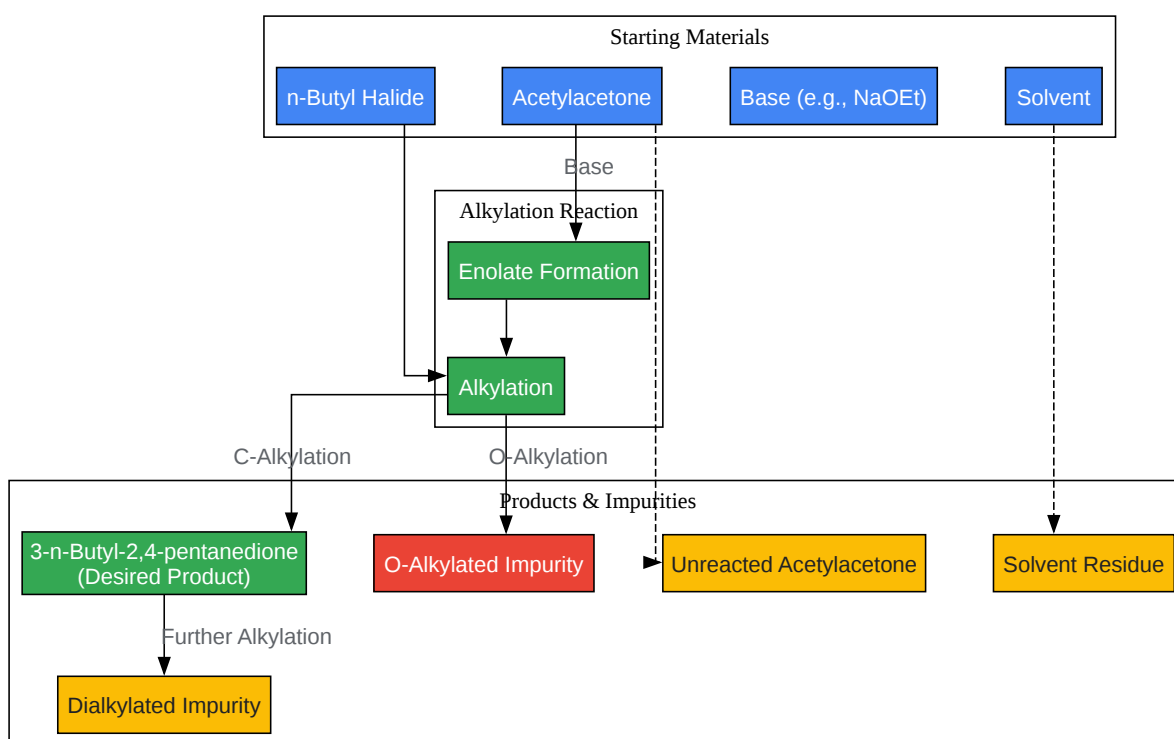 Starting Materials
n-Butyl Halide
Acetylacetone
Base (e.g., NaOEt)
Solvent
Base
Alkylation Reaction
Enolate Formation
Alkylation
C-Alkylation
O-Alkylation
Products & Impurities
3-n-Butyl-2,4-pentanedione
(Desired Product)
O-Alkylated Impurity
Unreacted Acetylacetone
Solvent Residue
Further Alkylation
Dialkylated Impurity